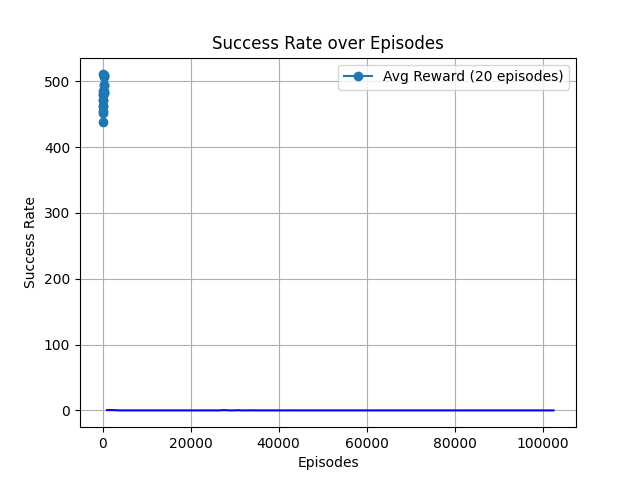 Success Rate over Episodes
Avg Reward (20 episodes)
500
400
300
200
100
0
Success Rate
0 20000 40000 60000 80000 100000
Episodes